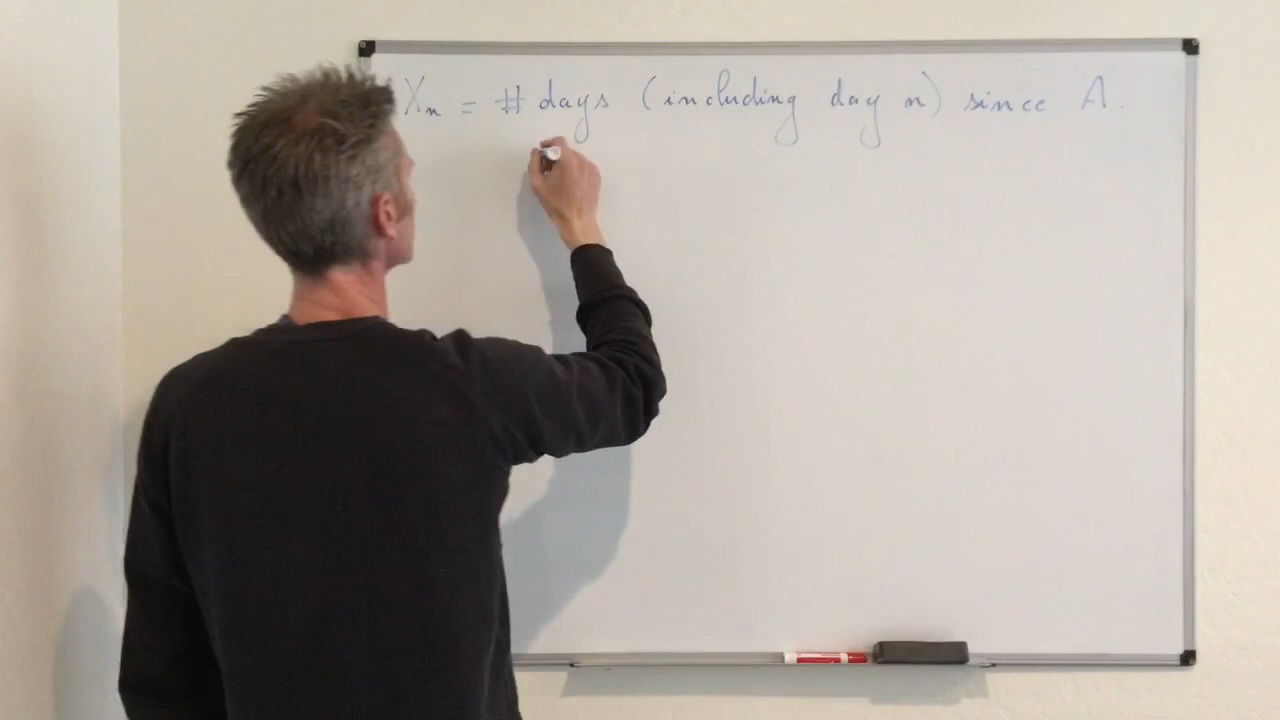 Xn = # days (including day n) since A.